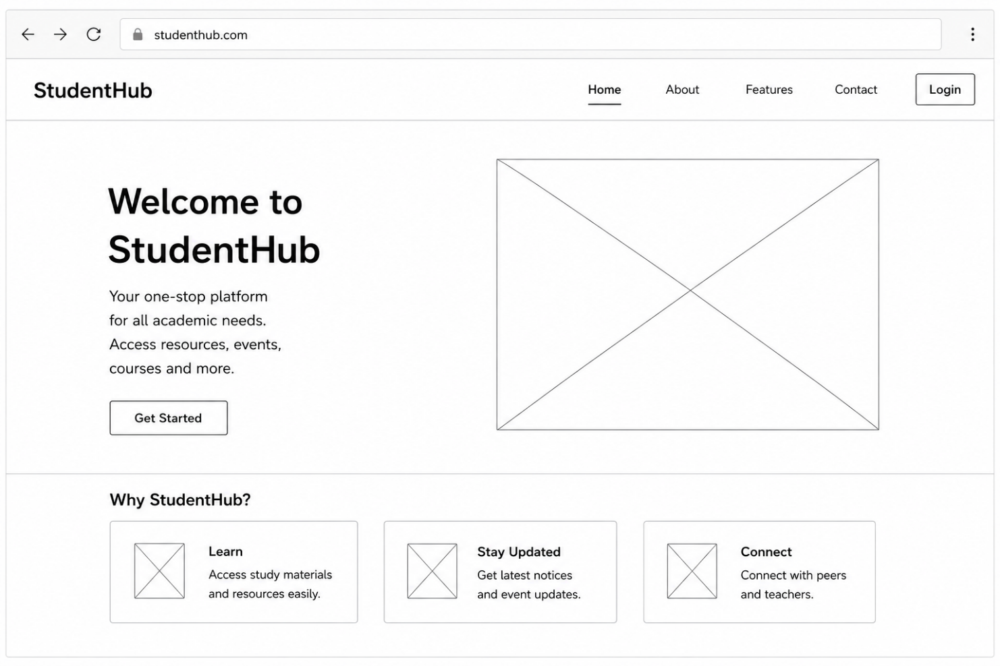 studenthub.com
StudentHub
Home
About
Features
Contact
Login
Welcome to
StudentHub
Your one-stop platform
for all academic needs.
Access resources, events,
courses and more.
Get Started
Why StudentHub?
Learn
Access study materials
and resources easily.
Stay Updated
Get latest notices
and event updates.
Connect
Connect with peers
and teachers.